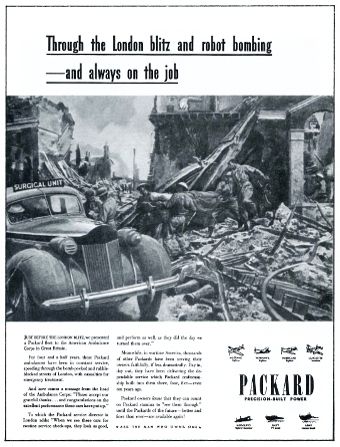 Through the London blitz and robot bombing
—and always on the job
SURGICAL UNIT
JUST BEFORE THE LONDON BLITZ, we presented
a Packard fleet to the American Ambulance
Corps in Great Britain.
For four and a half years, these Packard
ambulances have been in constant service,
speeding through the bomb-pocked and rubble-
blocked streets of London, with casualties for
emergency treatment.
And now comes a message from the head
of the Ambulance Corps: "Please accept our
grateful thanks . . . and congratulations on the
excellent performance these cars have put up."
To which the Packard service director in
London adds: "When we see these cars for
routine service check-ups, they look as good,
and perform as well, as they did the day we
turned them over."
Meanwhile, in wartime America, thousands
of other Packards have been serving their
owners faithfully, if less dramatically.
day out, they have been delivering the de-
pendable service which Packard craftsman-
ship built into them three, four, five—even
ten years ago.
Packard owners know that they can count
on Packard stamina to "see them through"
until the Packards of the future—better and
finer than ever—are available again!
ASK THE MAN WHO OWNS ONE
PACKARD
PRECISION-BUILT POWER